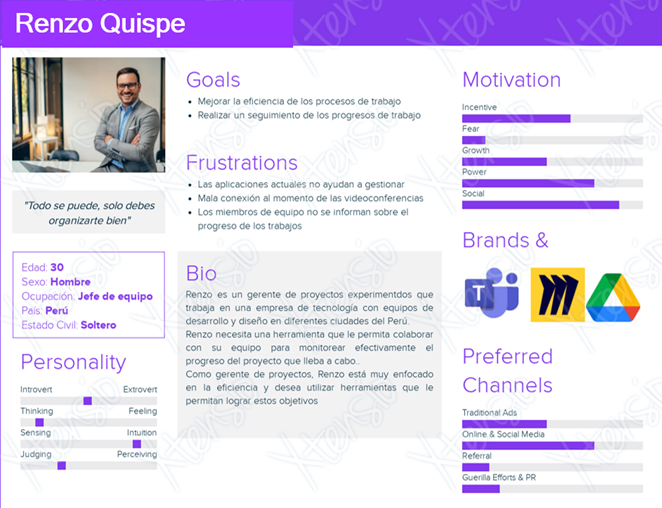 Renzo Quispe
"Todo se puede, solo debes
organizarte bien"
Edad: 30
Sexo: Hombre
Ocupación: Jefe de equipo
País: Perú
Estado Civil: Soltero
Personality
Introvert Extrovert
Thinking Feeling
Sensing Intuition
Judging Perceiving
Goals
Mejorar la eficiencia de los procesos de trabajo
Realizar un seguimiento de los progresos de trabajo
Frustrations
Las aplicaciones actuales no ayudan a gestionar
Mala conexión al momento de las videoconferencias
Los miembros de equipo no se informan sobre el
progreso de los trabajos
Bio
Renzo es un gerente de proyectos experimentdos que
trabaja en una empresa de tecnología con equipos de
desarrollo y diseño en diferentes ciudades del Perú.
Renzo necesita una herramienta que le permita colaborar
con su equipo para monitorear efectivamente el
progreso del proyecto que lleba a cabo..
Como gerente de proyectos, Renzo está muy enfocado
en la eficiencia y desea utilizar herramientas que le
permitan lograr estos objetivos
Motivation
Incentive
Fear
Growth
Power
Social
Brands &
T
Preferred
Channels
Traditional Ads
Online & Social Media
Referral
Guerilla Efforts & PR
Xtensio